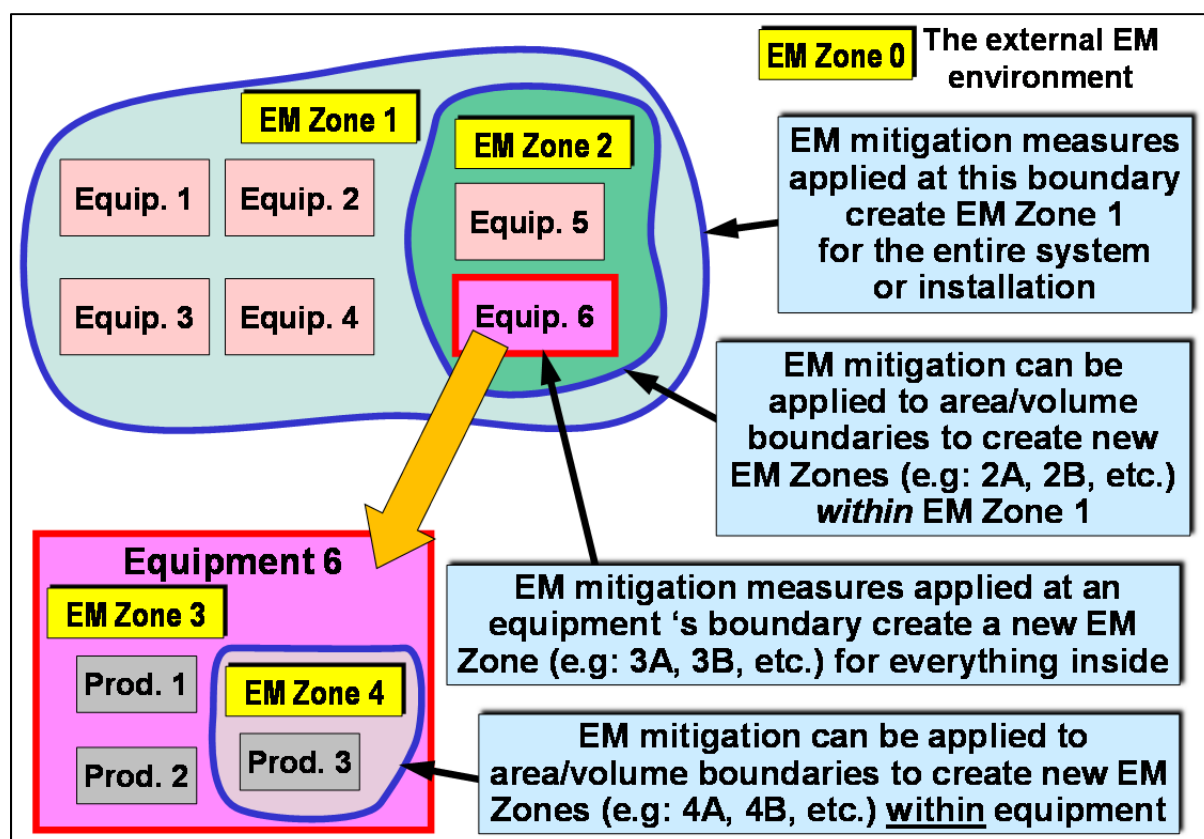 EM Zone 0
The external EM
environment
EM Zone 1
EM Zone 2
Equip. 1
Equip. 2
Equip. 5
Equip. 3
Equip. 4
Equip. 6
EM mitigation measures
applied at this boundary
create EM Zone 1
for the entire system
or installation
EM mitigation can be
applied to area/volume
boundaries to create new
EM Zones (e.g: 2A, 2B, etc.)
within EM Zone 1
Equipment 6
EM Zone 3
Prod. 1
EM Zone 4
Prod. 2
Prod. 3
EM mitigation measures applied at an
equipment ‘s boundary create a new EM
Zone (e.g: 3A, 3B, etc.) for everything inside
EM mitigation can be applied to
area/volume boundaries to create new EM
Zones (e.g: 4A, 4B, etc.) within equipment